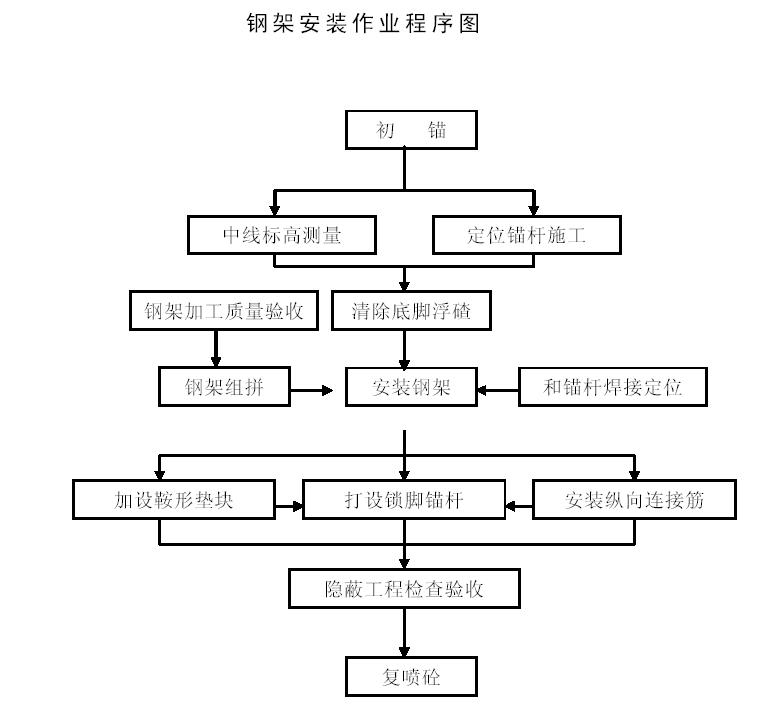 钢架安装作业程序图
初 锚
中线标高测量 定位锚杆施工
钢架加工质量验收 清除底脚浮碴
钢架组拼 安装钢架 和锚杆焊接定位
加设鞍形垫块 打设锁脚锚杆 安装纵向连接筋
隐蔽工程检查验收
复喷砼